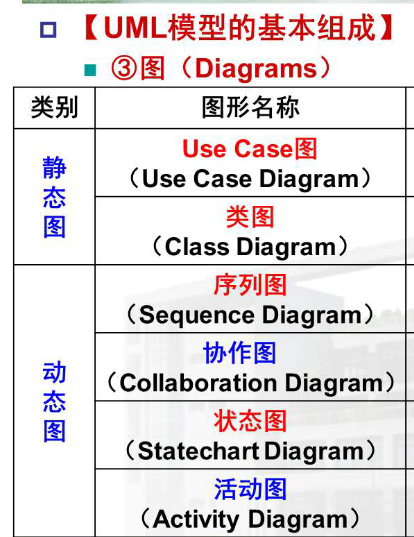 【UML模型的基本组成】
③图（Diagrams）
类别 图形名称
静态图
Use Case图
（Use Case Diagram）
类图
（Class Diagram）
动态图
序列图
（Sequence Diagram）
协作图
（Collaboration Diagram）
状态图
（Statechart Diagram）
活动图
（Activity Diagram）